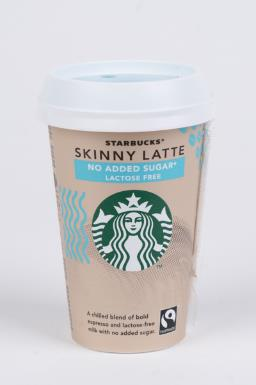 STARBUCKS®
SKINNY LATTE
NO ADDED SUGAR*
LACTOSE FREE
TM
A chilled blend of bold
espresso and lactose-free
milk with no added sugar.